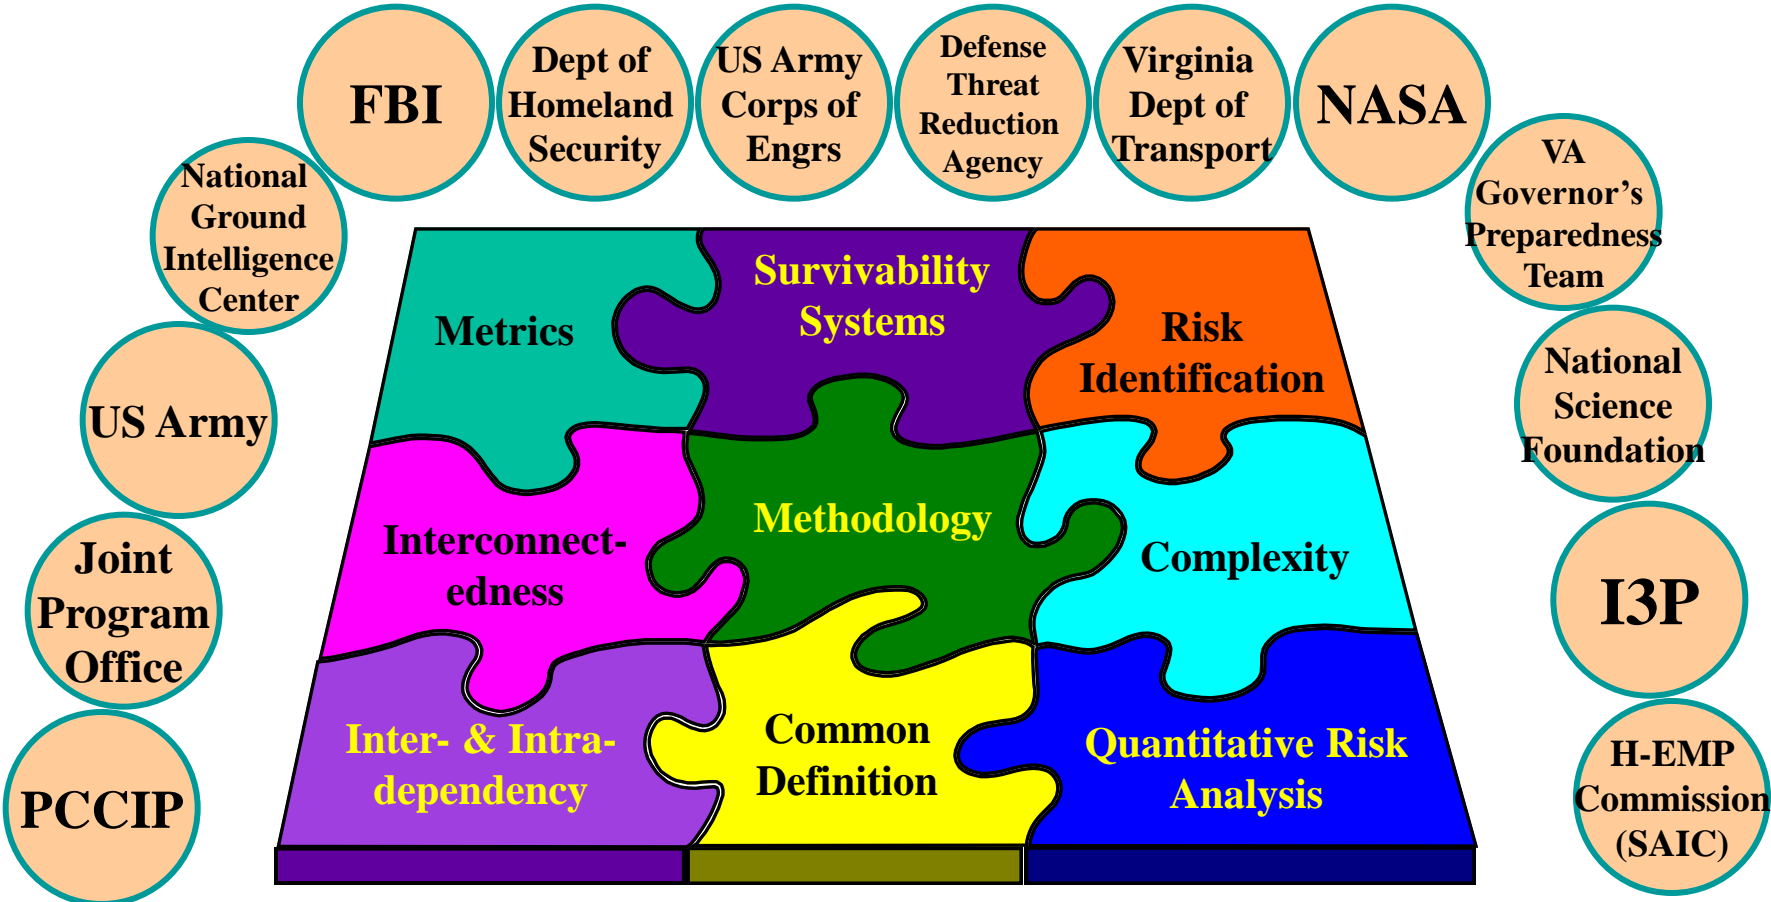 FBI
Dept of
Homeland
Security
US Army
Corps of
Engrs
Defense
Threat
Reduction
Agency
Virginia
Dept of
Transport
NASA
National
Ground
Intelligence
Center
VA
Governor’s
Preparedness
Team
US Army
National
Science
Foundation
Joint
Program
Office
I3P
PCCIP
H-EMP
Commission
(SAIC)
Metrics
Survivability
Systems
Risk
Identification
Interconnect-
edness
Methodology
Complexity
Inter- & Intra-
dependency
Common
Definition
Quantitative Risk
Analysis